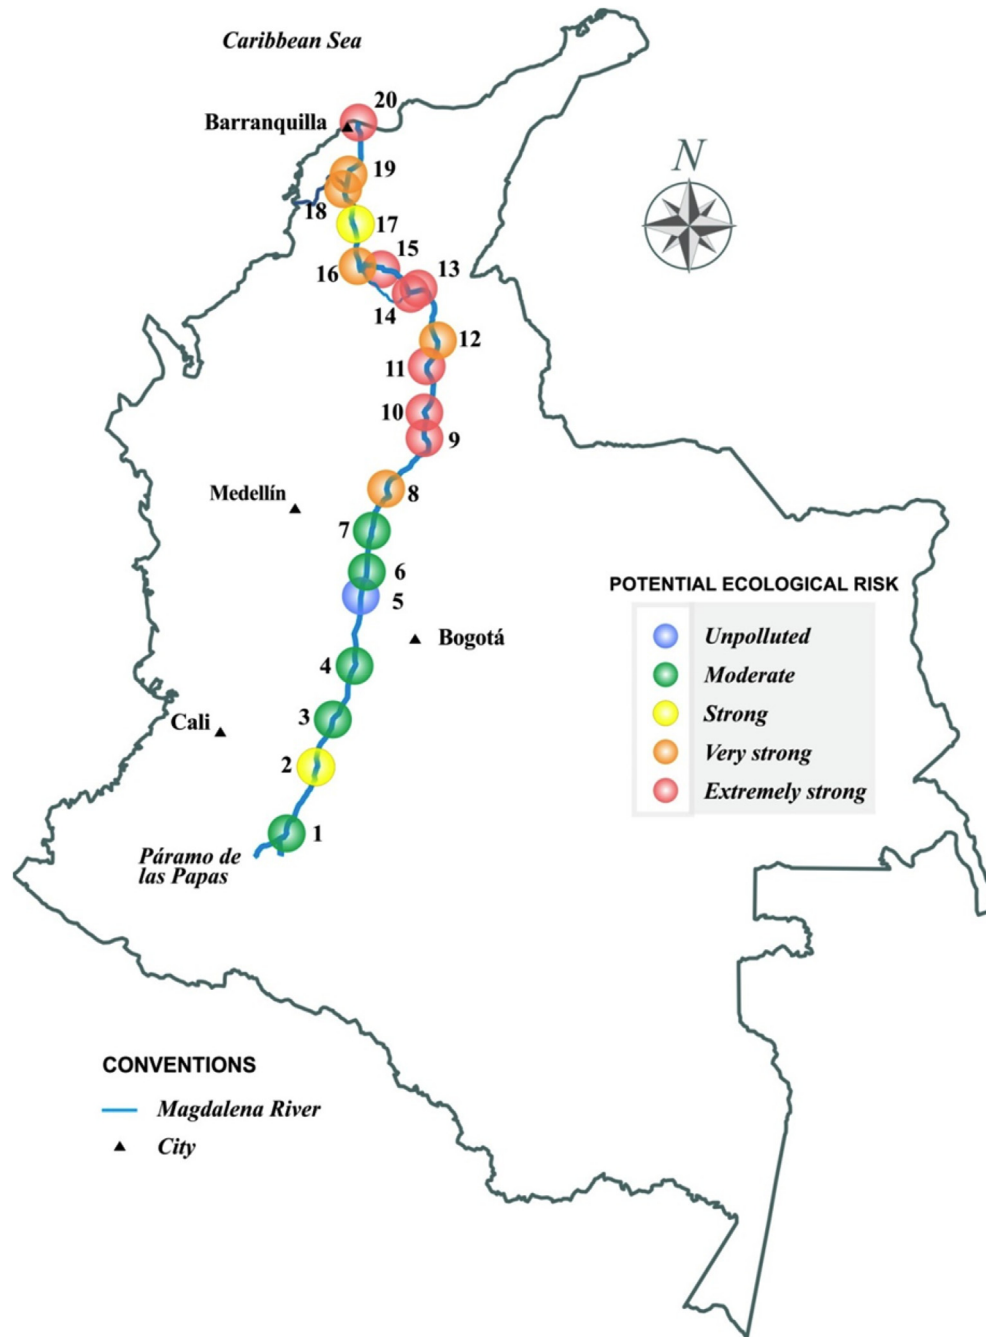 Caribbean Sea
20
Barranquilla
N
19
18
17
15
16
13
14
12
11
10
9
Medellín
8
7
6
POTENTIAL ECOLOGICAL RISK
5
Unpolluted
Bogotá
4
Moderate
3
Strong
Cali
Very strong
2
Extremely strong
1
Páramo de
las Papas
CONVENTIONS
Magdalena River
City